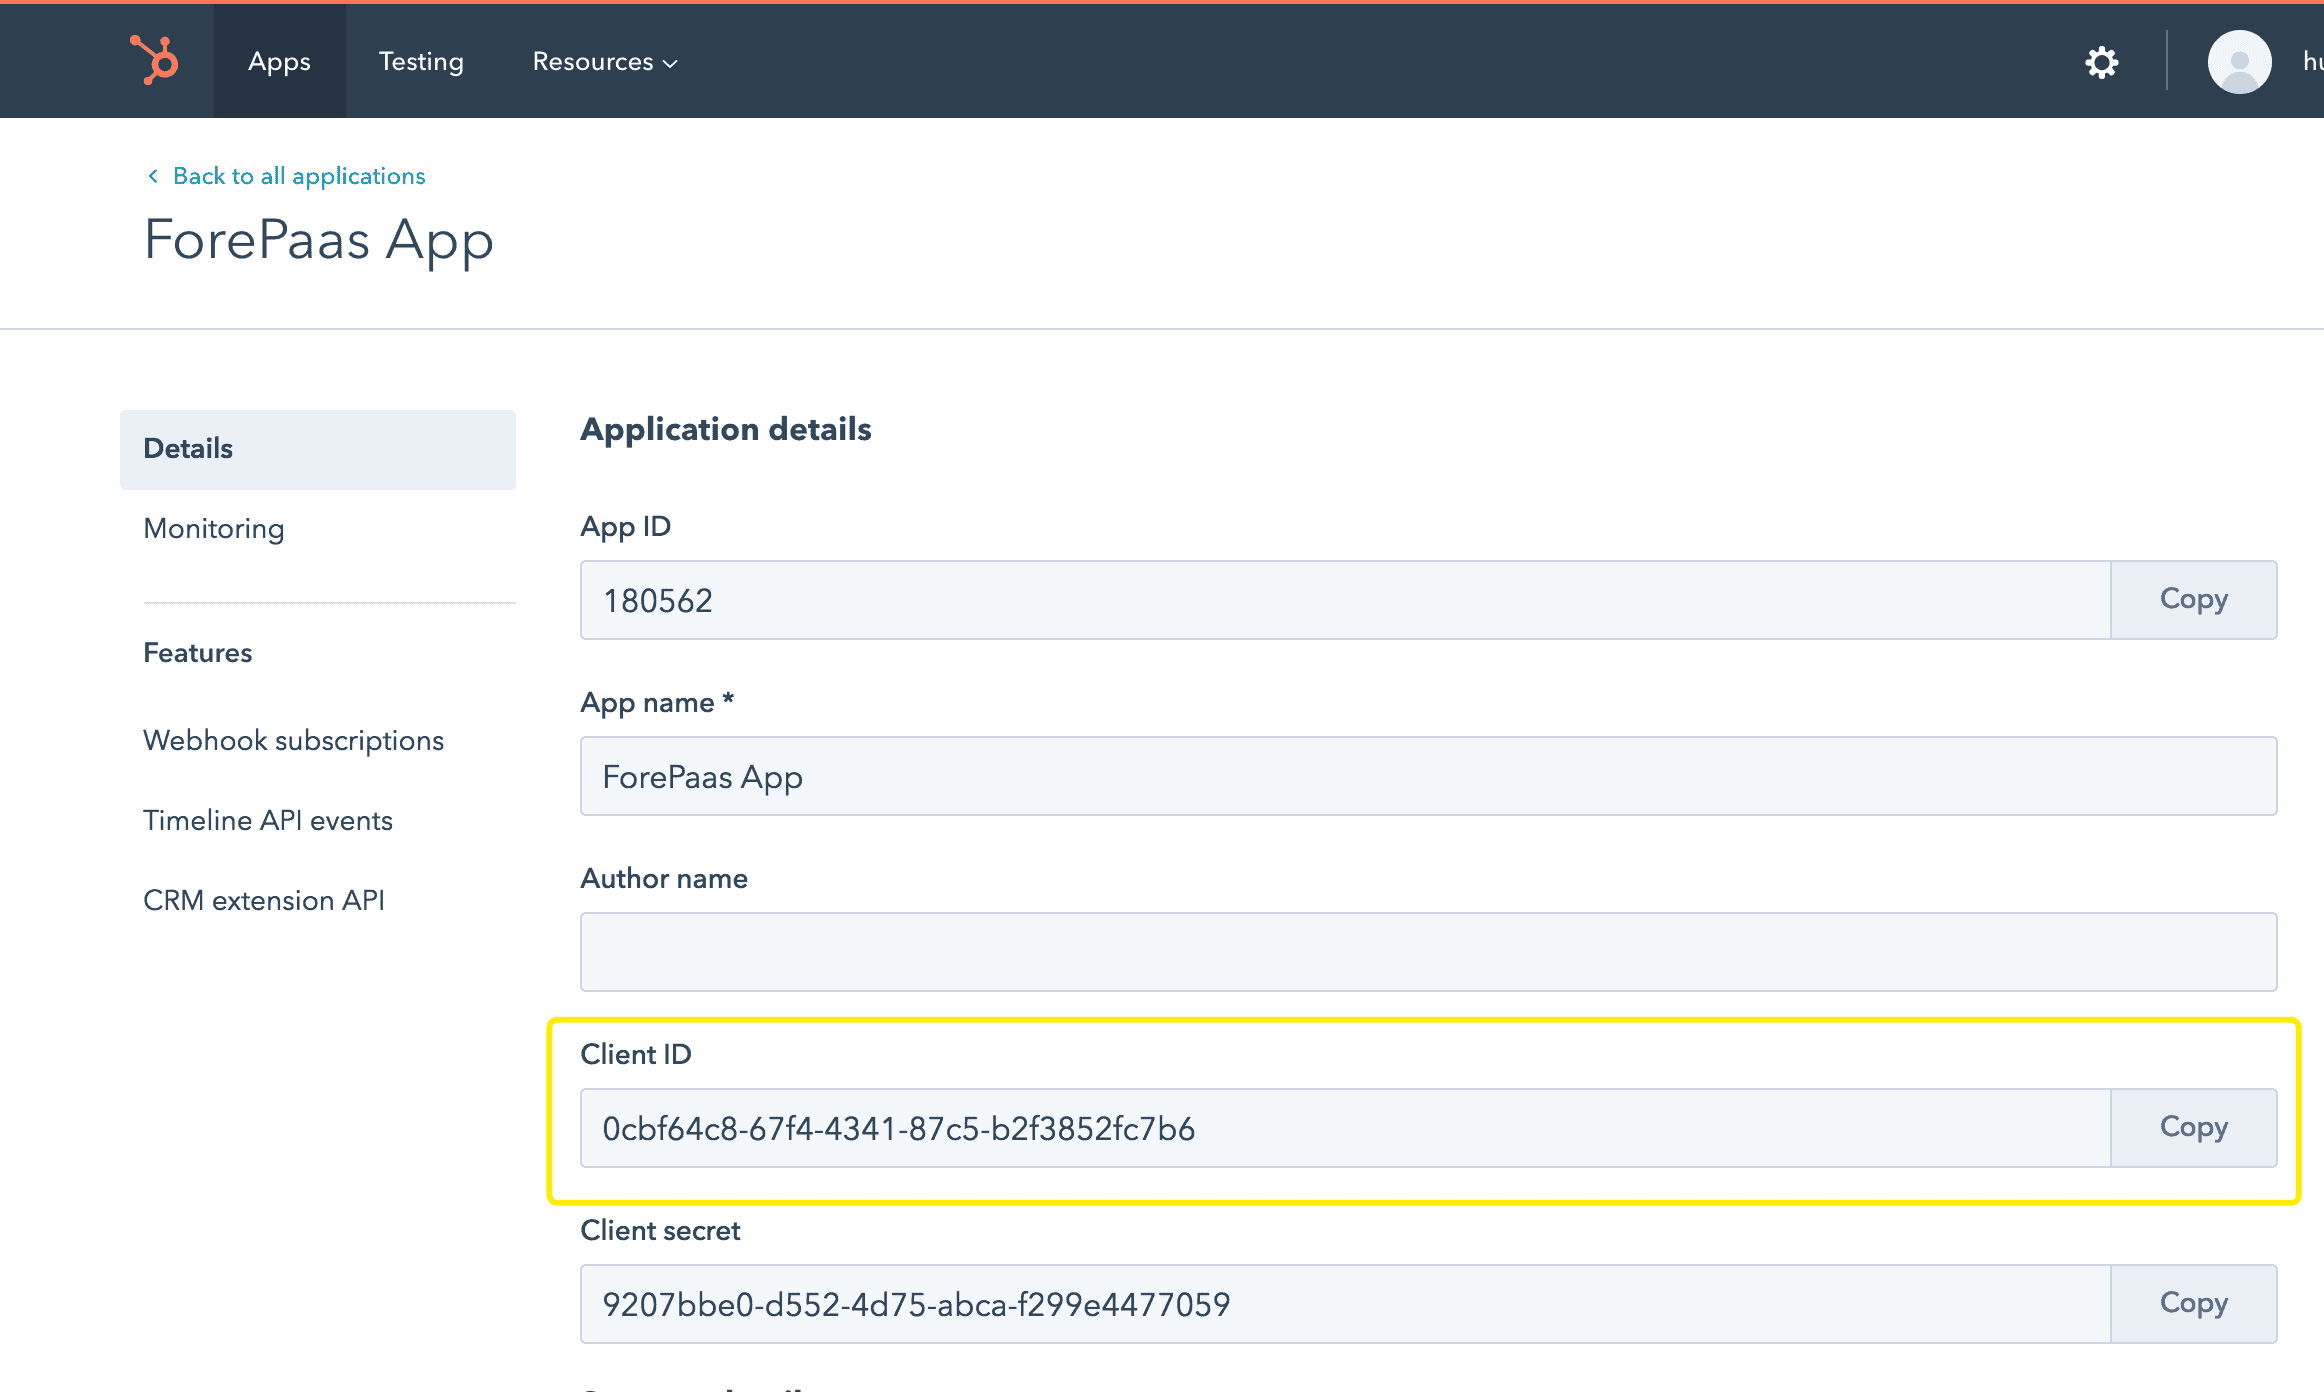 Apps
Testing
Resources
hu
Back to all applications
ForePaas App
Details
Monitoring
Features
Webhook subscriptions
Timeline API events
CRM extension API
Application details
App ID
180562
Copy
App name *
ForePaas App
Author name
Client ID
0cbf64c8-67f4-4341-87c5-b2f3852fc7b6
Copy
Client secret
9207bbe0-d552-4d75-abca-f299e4477059
Copy